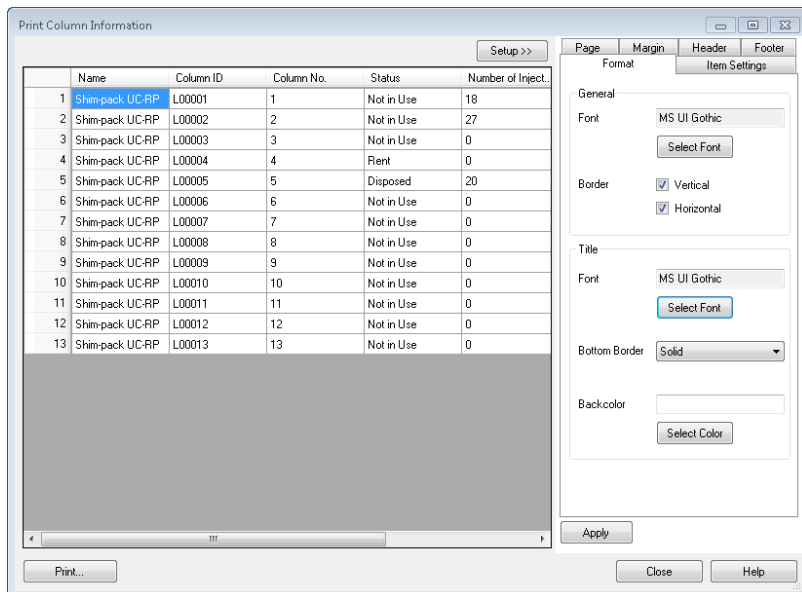 Print Column Information
Setup >>
Name Column ID Column No. Status Number of Inject..
1 Shim-pack UC-RP L00001 1 Not in Use 18
2 Shim-pack UC-RP L00002 2 Not in Use 27
3 Shim-pack UC-RP L00003 3 Not in Use 0
4 Shim-pack UC-RP L00004 4 Rent 0
5 Shim-pack UC-RP L00005 5 Disposed 20
6 Shim-pack UC-RP L00006 6 Not in Use 0
7 Shim-pack UC-RP L00007 7 Not in Use 0
8 Shim-pack UC-RP L00008 8 Not in Use 0
9 Shim-pack UC-RP L00009 9 Not in Use 0
10 Shim-pack UC-RP L00010 10 Not in Use 0
11 Shim-pack UC-RP L00011 11 Not in Use 0
12 Shim-pack UC-RP L00012 12 Not in Use 0
13 Shim-pack UC-RP L00013 13 Not in Use 0
Page Margin Header Footer
Format Item Settings
General
Font MS UI Gothic
Select Font
Border Vertical
Horizontal
Title
Font MS UI Gothic
Select Font
Bottom Border Solid
Backcolor
Select Color
Apply
Print... Close Help